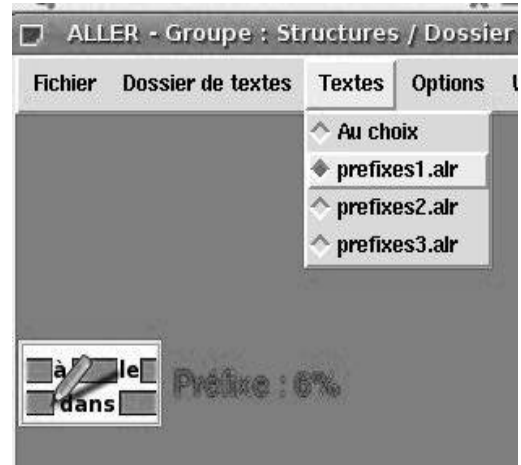 ALLER - Groupe : Structures / Dossier
Fichier Dossier de textes Textes Options
Au choix
prefixes1.alr
prefixes2.alr
prefixes3.alr
à le
dans
Préfixe : 6%